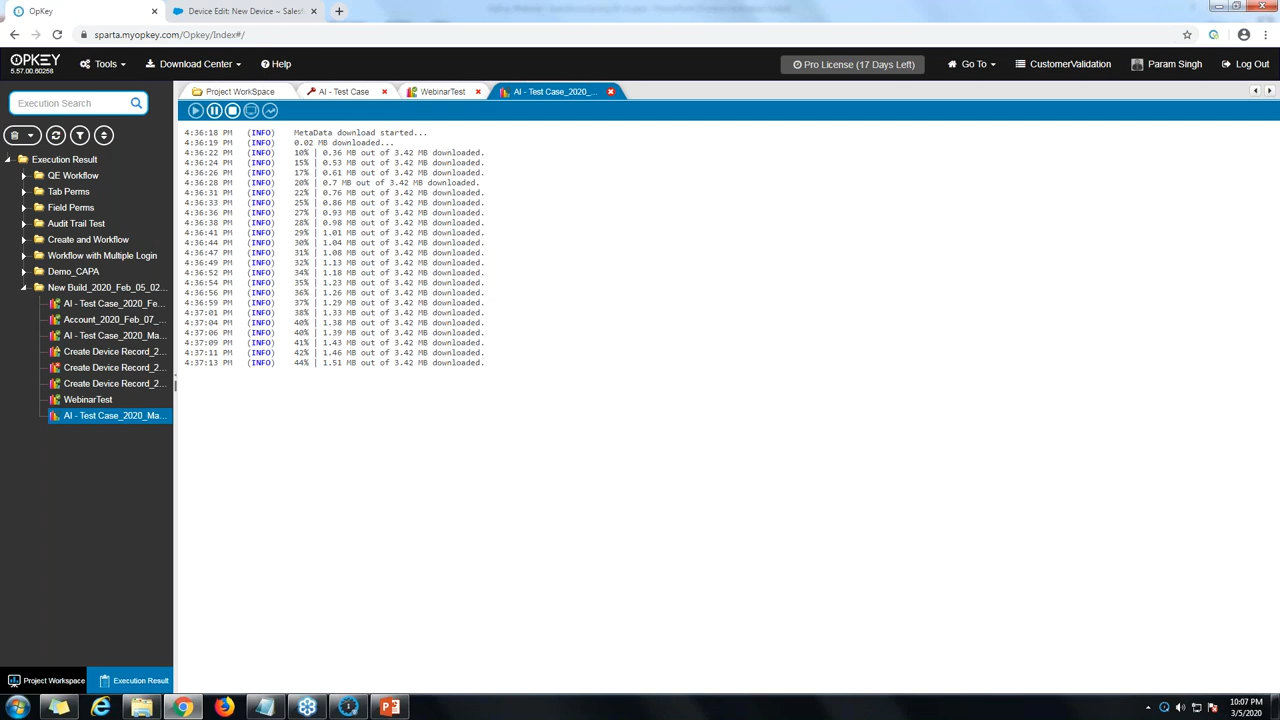 OpKey
Device Edit: New Device ~ Salesf
sparta.myopkey.com/Opkey/Index#/
OPKEY
5.57.00.60258
Tools
Download Center
Help
Pro License (17 Days Left)
Go To
CustomerValidation
Param Singh
Log Out
Execution Search
Project WorkSpace
AI - Test Case
WebinarTest
AI - Test Case_2020_...
Execution Result
QE Workflow
Tab Perms
Field Perms
Audit Trail Test
Create and Workflow
Workflow with Multiple Login
Demo_CAPA
New Build_2020_Feb_05_02...
AI - Test Case_2020_Fe...
Account_2020_Feb_07_...
AI - Test Case_2020_Ma...
Create Device Record_2...
Create Device Record_2...
Create Device Record_2...
WebinarTest
AI - Test Case_2020_Ma...
4:36:18 PM (INFO) MetaData download started...
4:36:19 PM (INFO) 0.02 MB downloaded...
4:36:22 PM (INFO) 10% | 0.36 MB out of 3.42 MB downloaded.
4:36:24 PM (INFO) 15% | 0.53 MB out of 3.42 MB downloaded.
4:36:26 PM (INFO) 17% | 0.61 MB out of 3.42 MB downloaded.
4:36:28 PM (INFO) 20% | 0.7 MB out of 3.42 MB downloaded.
4:36:31 PM (INFO) 22% | 0.76 MB out of 3.42 MB downloaded.
4:36:33 PM (INFO) 25% | 0.86 MB out of 3.42 MB downloaded.
4:36:36 PM (INFO) 27% | 0.93 MB out of 3.42 MB downloaded.
4:36:38 PM (INFO) 28% | 0.98 MB out of 3.42 MB downloaded.
4:36:41 PM (INFO) 29% | 1.01 MB out of 3.42 MB downloaded.
4:36:44 PM (INFO) 30% | 1.04 MB out of 3.42 MB downloaded.
4:36:47 PM (INFO) 31% | 1.08 MB out of 3.42 MB downloaded.
4:36:49 PM (INFO) 32% | 1.13 MB out of 3.42 MB downloaded.
4:36:52 PM (INFO) 34% | 1.18 MB out of 3.42 MB downloaded.
4:36:54 PM (INFO) 35% | 1.23 MB out of 3.42 MB downloaded.
4:36:56 PM (INFO) 36% | 1.26 MB out of 3.42 MB downloaded.
4:36:59 PM (INFO) 37% | 1.29 MB out of 3.42 MB downloaded.
4:37:01 PM (INFO) 38% | 1.33 MB out of 3.42 MB downloaded.
4:37:04 PM (INFO) 40% | 1.38 MB out of 3.42 MB downloaded.
4:37:06 PM (INFO) 40% | 1.39 MB out of 3.42 MB downloaded.
4:37:09 PM (INFO) 41% | 1.43 MB out of 3.42 MB downloaded.
4:37:11 PM (INFO) 42% | 1.46 MB out of 3.42 MB downloaded.
4:37:13 PM (INFO) 44% | 1.51 MB out of 3.42 MB downloaded.
Project Workspace
Execution Result
10:07 PM
3/5/2020